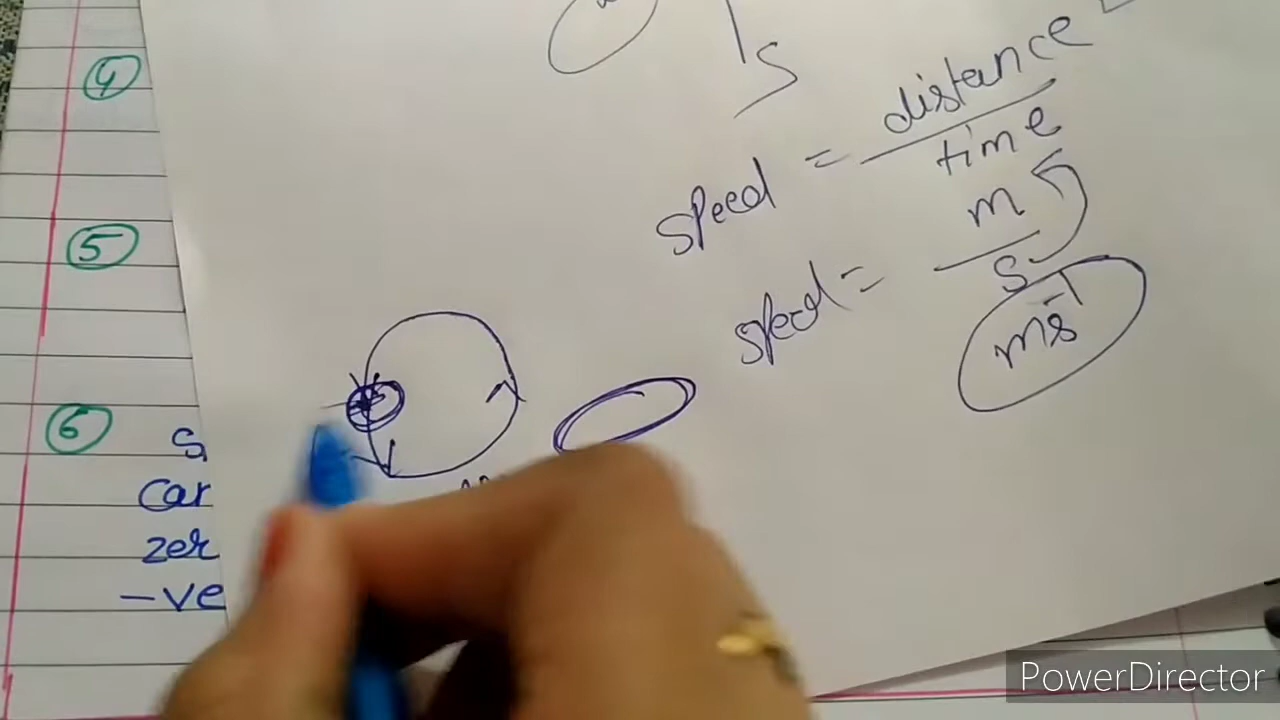 S
speed = distance
time
speed = m
s
ms⁻¹
4
5
6
S
car
zer
-ve
PowerDirector